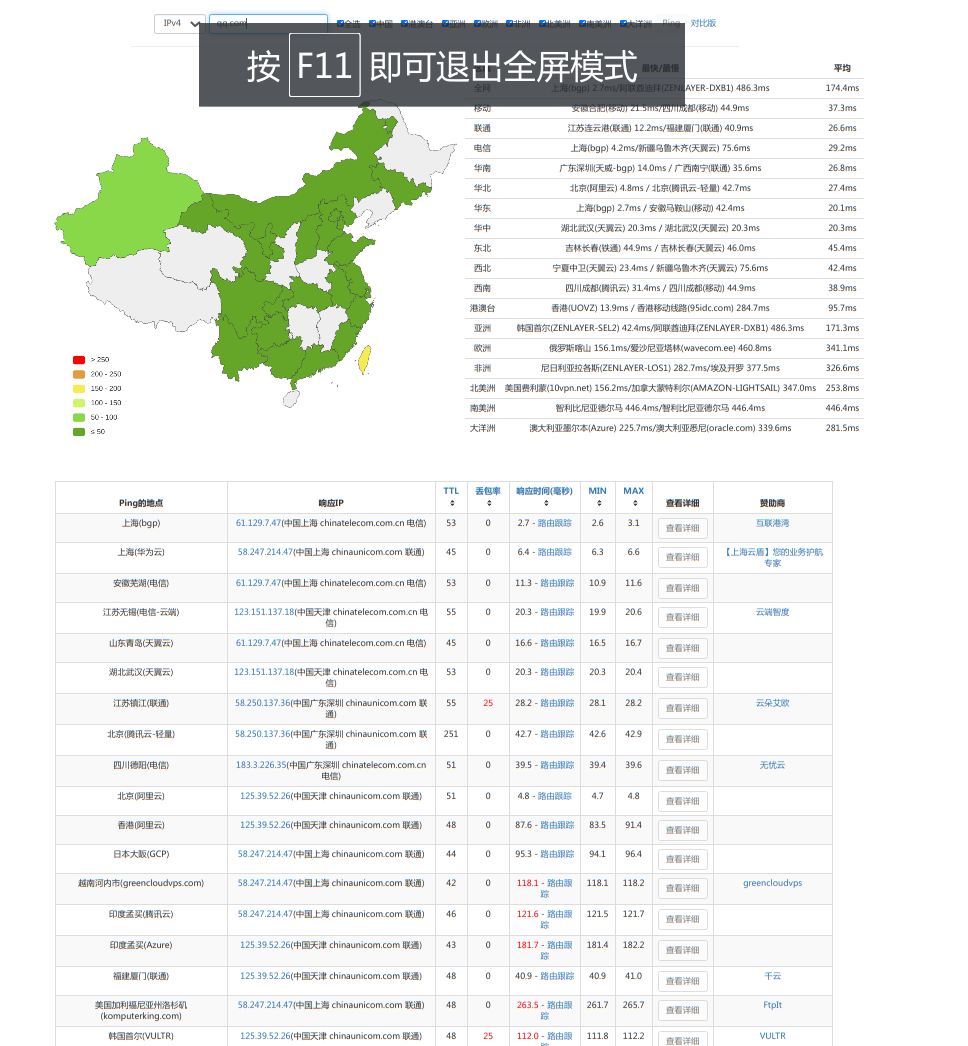 IPv4 qq.com 全选 中国 港澳台 亚洲 欧洲 非洲 北美洲 南美洲 大洋洲 Ping 对比版
按 F11 即可退出全屏模式
最快/最慢 平均
全网 上海(bgp) 2.7ms/阿联酋迪拜(ZENLAYER-DXB1) 486.3ms 174.4ms
移动 安徽合肥(移动) 21.5ms/四川成都(移动) 44.9ms 37.3ms
联通 江苏连云港(联通) 12.2ms/福建厦门(联通) 40.9ms 26.6ms
电信 上海(bgp) 4.2ms/新疆乌鲁木齐(天翼云) 75.6ms 29.2ms
华南 广东深圳(天威-bgp) 14.0ms / 广西南宁(联通) 35.6ms 26.8ms
华北 北京(阿里云) 4.8ms / 北京(腾讯云-轻量) 42.7ms 27.4ms
华东 上海(bgp) 2.7ms / 安徽马鞍山(移动) 42.4ms 20.1ms
华中 湖北武汉(天翼云) 20.3ms / 湖北武汉(天翼云) 20.3ms 20.3ms
东北 吉林长春(铁通) 44.9ms / 吉林长春(天翼云) 46.0ms 45.4ms
西北 宁夏中卫(天翼云) 23.4ms / 新疆乌鲁木齐(天翼云) 75.6ms 42.4ms
西南 四川成都(腾讯云) 31.4ms / 四川成都(移动) 44.9ms 38.9ms
港澳台 香港(UOVZ) 13.9ms / 香港移动线路(95idc.com) 284.7ms 95.7ms
亚洲 韩国首尔(ZENLAYER-SEL2) 42.4ms/阿联酋迪拜(ZENLAYER-DXB1) 486.3ms 171.3ms
欧洲 俄罗斯喀山 156.1ms/爱沙尼亚塔林(wavecom.ee) 460.8ms 341.1ms
非洲 尼日利亚拉各斯(ZENLAYER-LOS1) 282.7ms/埃及开罗 377.5ms 326.6ms
北美洲 美国费利蒙(10vpn.net) 156.2ms/加拿大蒙特利尔(AMAZON-LIGHTSAIL) 347.0ms 253.8ms
南美洲 智利比尼亚德尔马 446.4ms/智利比尼亚德尔马 446.4ms 446.4ms
大洋洲 澳大利亚墨尔本(Azure) 225.7ms/澳大利亚悉尼(oracle.com) 339.6ms 281.5ms
> 250
200 - 250
150 - 200
100 - 150
50 - 100
≤ 50
Ping的地点 响应IP TTL 丢包率 响应时间(毫秒) MIN MAX 查看详细 赞助商
上海(bgp) 61.129.7.47(中国上海 chinatelecom.com.cn 电信) 53 0 2.7 - 路由跟踪 2.6 3.1 查看详细 互联港湾
上海(华为云) 58.247.214.47(中国上海 chinaunicom.com 联通) 45 0 6.4 - 路由跟踪 6.3 6.6 查看详细 【上海云盾】您的业务护航
专家
安徽芜湖(电信) 61.129.7.47(中国上海 chinatelecom.com.cn 电信) 53 0 11.3 - 路由跟踪 10.9 11.6 查看详细
江苏无锡(电信-云端) 123.151.137.18(中国天津 chinatelecom.com.cn 电 55 0 20.3 - 路由跟踪 19.9 20.6 查看详细 云端智度
信)
山东青岛(天翼云) 61.129.7.47(中国上海 chinatelecom.com.cn 电信) 45 0 16.6 - 路由跟踪 16.5 16.7 查看详细
湖北武汉(天翼云) 123.151.137.18(中国天津 chinatelecom.com.cn 电 53 0 20.3 - 路由跟踪 20.3 20.4 查看详细
信)
江苏镇江(联通) 58.250.137.36(中国广东深圳 chinaunicom.com 联 55 25 28.2 - 路由跟踪 28.1 28.2 查看详细 云朵艾欧
通)
北京(腾讯云-轻量) 58.250.137.36(中国广东深圳 chinaunicom.com 联 251 0 42.7 - 路由跟踪 42.6 42.9 查看详细
通)
四川德阳(电信) 183.3.226.35(中国广东深圳 chinatelecom.com.cn 51 0 39.5 - 路由跟踪 39.4 39.6 查看详细 无忧云
电信)
北京(阿里云) 125.39.52.26(中国天津 chinaunicom.com 联通) 51 0 4.8 - 路由跟踪 4.7 4.8 查看详细
香港(阿里云) 125.39.52.26(中国天津 chinaunicom.com 联通) 48 0 87.6 - 路由跟踪 83.5 91.4 查看详细
日本大阪(GCP) 58.247.214.47(中国上海 chinaunicom.com 联通) 44 0 95.3 - 路由跟踪 94.1 96.4 查看详细
越南河内市(greencloudvps.com) 58.247.214.47(中国上海 chinaunicom.com 联通) 42 0 118.1 - 路由跟 118.1 118.2 查看详细 greencloudvps
踪
印度孟买(腾讯云) 58.247.214.47(中国上海 chinaunicom.com 联通) 46 0 121.6 - 路由跟 121.5 121.7 查看详细
踪
印度孟买(Azure) 125.39.52.26(中国天津 chinaunicom.com 联通) 43 0 181.7 - 路由跟 181.4 182.2 查看详细
踪
福建厦门(联通) 125.39.52.26(中国天津 chinaunicom.com 联通) 48 0 40.9 - 路由跟踪 40.9 41.0 查看详细 千云
美国加利福尼亚州洛杉矶 58.247.214.47(中国上海 chinaunicom.com 联通) 48 0 263.5 - 路由跟 261.7 265.7 查看详细 FtpIt
(komputerking.com) 踪
韩国首尔(VULTR) 125.39.52.26(中国天津 chinaunicom.com 联通) 48 25 112.0 - 路由跟 111.8 112.2 查看详细 VULTR